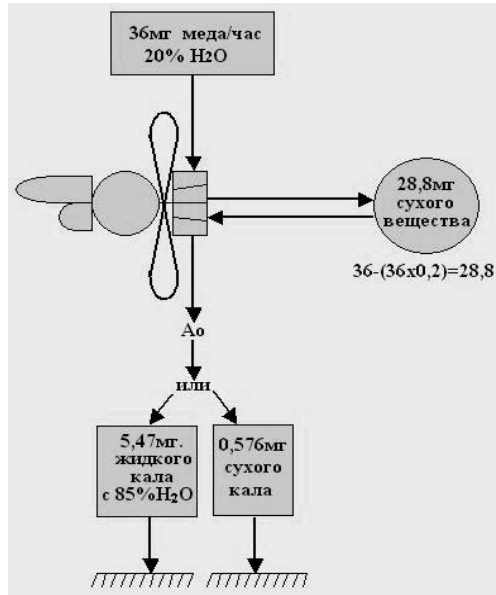 36мг меда/час
20% H2O
28,8мг
сухого
вещества
36-(36x0,2)=28,8
Ао
или
5,47мг.
жидкого
кала
с 85%H₂O
0,576мг
сухого
кала